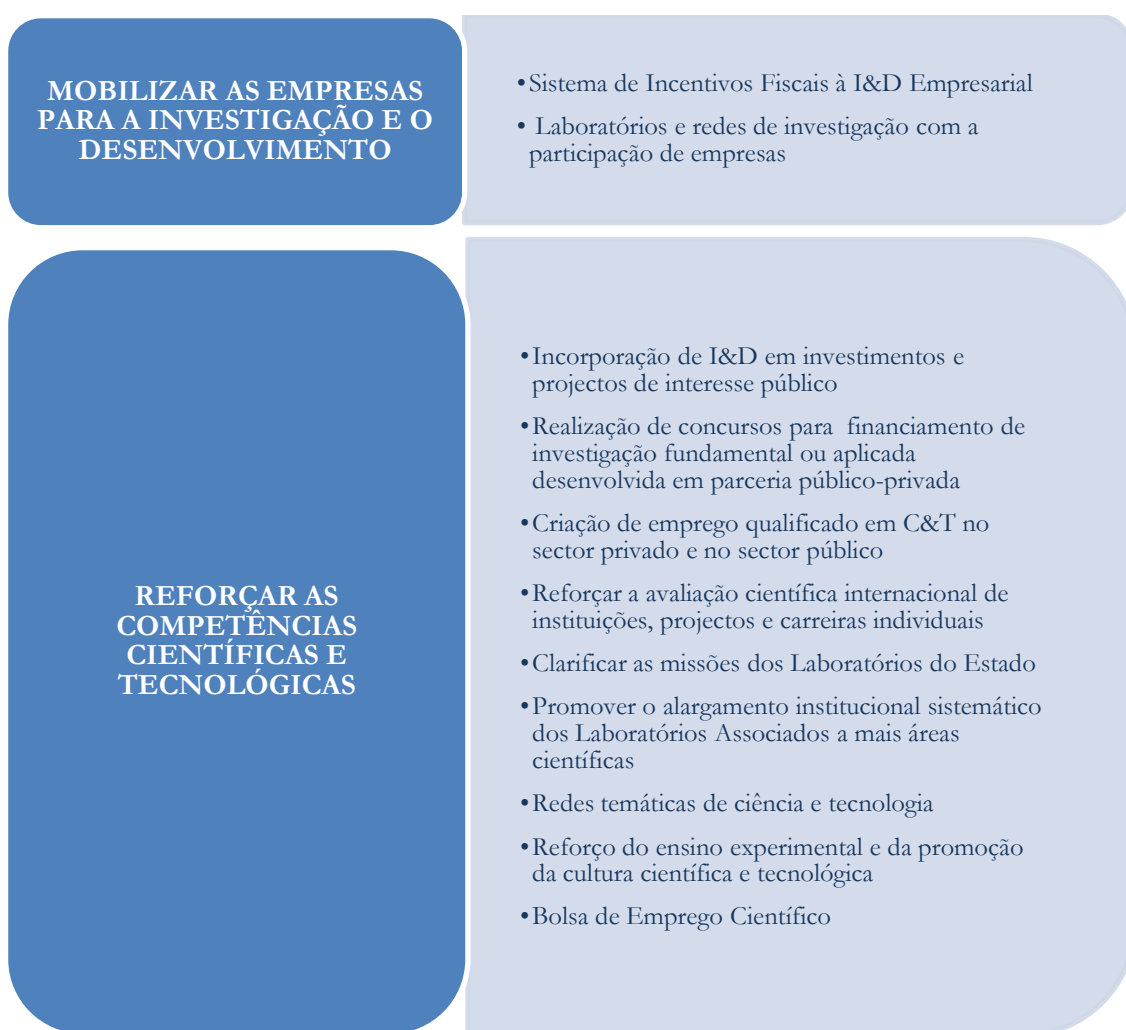 MOBILIZAR AS EMPRESAS
PARA A INVESTIGAÇÃO E O
DESENVOLVIMENTO
•Sistema de Incentivos Fiscais à I&D Empresarial
• Laboratórios e redes de investigação com a
participação de empresas
REFORÇAR AS
COMPETÊNCIAS
CIENTÍFICAS E
TECNOLÓGICAS
•Incorporação de I&D em investimentos e
projectos de interesse público
•Realização de concursos para  financiamento de
investigação fundamental ou aplicada
desenvolvida em parceria público-privada
•Criação de emprego qualificado em C&T no
sector privado e no sector público
•Reforçar a avaliação científica internacional de
instituições, projectos e carreiras individuais
•Clarificar as missões dos Laboratórios do Estado
•Promover o alargamento institucional sistemático
dos Laboratórios Associados a mais áreas
científicas
•Redes temáticas de ciência e tecnologia
•Reforço do ensino experimental e da promoção
da cultura científica e tecnológica
•Bolsa de Emprego Científico